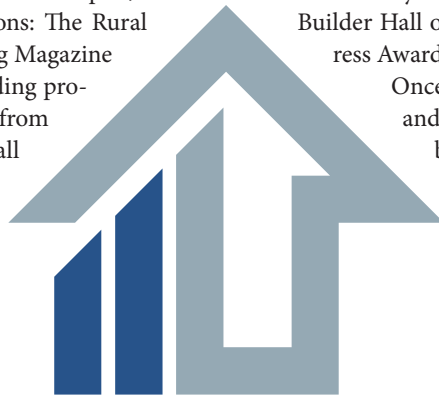 ons: The Rural
g Magazine
ding pro-
from
all
Builder Hall o
ress Award
Once
and
b